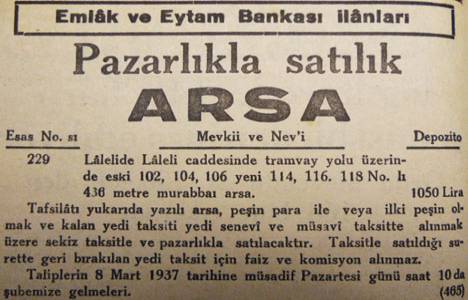 Emlâk ve Eytam Bankası ilânları
Pazarlıkla satılık
ARSA
Esas No. sı Mevkii ve Nev'i Depozito
229 Lâlelide Lâleli caddesinde tramvay yolu üzerin-
de eski 102, 104, 106 yeni 114, 116. 118 No. lı
436 metre murabbaı arsa. 1050 Lira
Tafsilâtı yukarıda yazılı arsa, peşin para ile veya ilki peşin ol-
mak ve kalan yedi taksiti yedi senevî ve müsavî taksitte alınmak
üzere sekiz taksitle ve pazarlıkla satılacaktır. Taksitle satıldığı su-
rette geri bırakılan yedi taksit için faiz ve komisyon alınmaz.
Taliplerin 8 Mart 1937 tarihine müsadif Pazartesi günü saat 10 da
şubemize gelmeleri. (465)